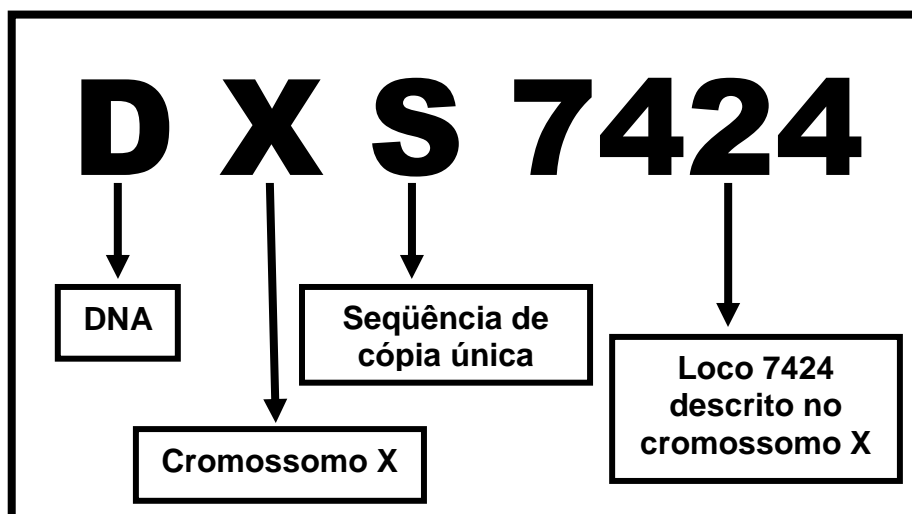 D X S 7424
DNA
Seqüência de
cópia única
Loco 7424
descrito no
cromossomo X
Cromossomo X